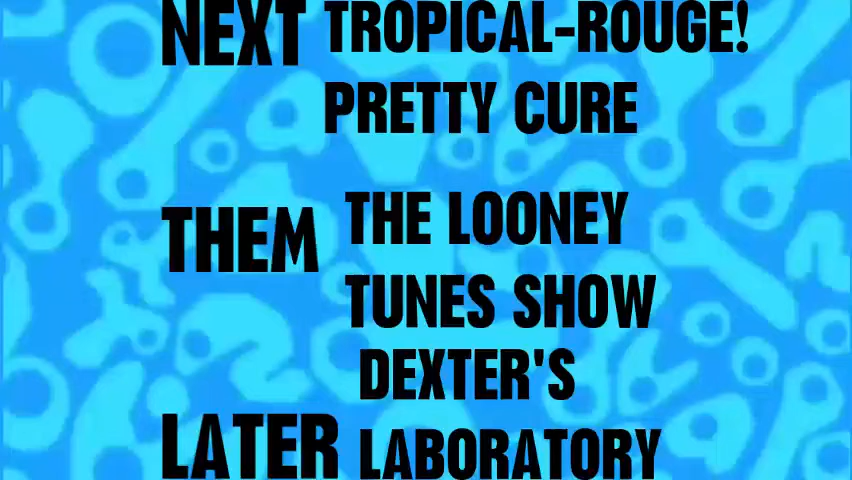 NEXT TROPICAL-ROUGE!
PRETTY CURE
THEM THE LOONEY
TUNES SHOW
DEXTER'S
LATER LABORATORY